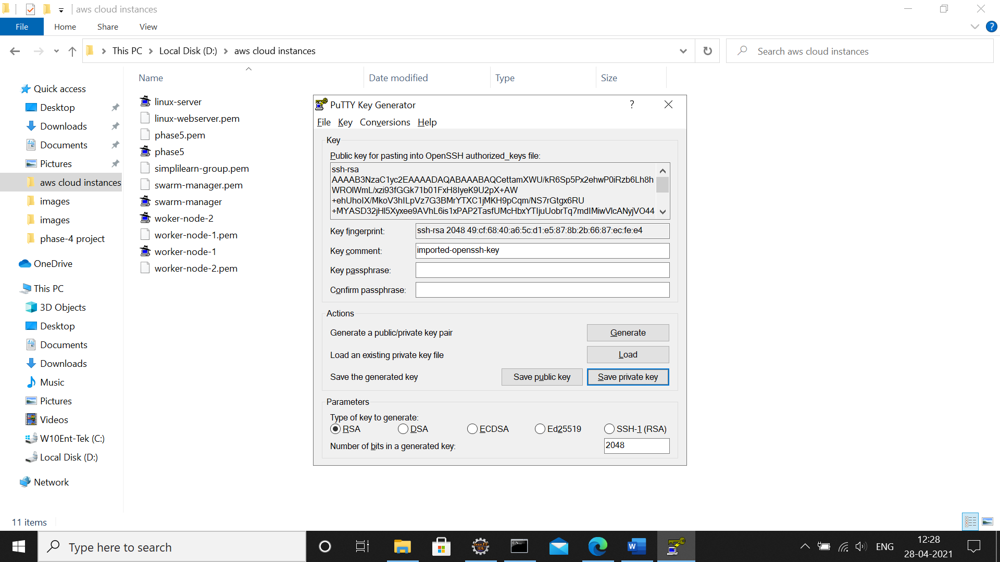 aws cloud instances
File Home Share View
This PC Local Disk (D:) aws cloud instances
Search aws cloud instances
Name Date modified Type Size
Quick access
Desktop
Downloads
Documents
Pictures
aws cloud instances
images
images
phase-4 project
OneDrive
This PC
3D Objects
Desktop
Documents
Downloads
Music
Pictures
Videos
W10Ent-Tek (C:)
Local Disk (D:)
Network
linux-server
linux-webserver.pem
phase5.pem
phase5
simplilearn-group.pem
swarm-manager.pem
swarm-manager
woker-node-2
worker-node-1.pem
worker-node-1
worker-node-2.pem
PuTTY Key Generator ?
File Key Conversions Help
Key
Public key for pasting into OpenSSH authorized_keys file:
ssh-rsa
AAAAB3NzaC1yc2EAAAADAQABAAABAQCettamXWU/kR6Sp5Px2ehwP0iRzb6Lh8h
WROlWmL/xzi93fGGk71b01FxH8IyeK9U2pX+AW
+ehUhoIX/MkoV3hILpVz7G3BMrYTXC1jMKH9pCqm/NS7rGtgx6RU
+MYASD32jHl5Xyxee9AVhL6is1xPAP2TasfUMcHbxYTIjuUobrTq7mdIMiwVlcANyjVO44
Key fingerprint: ssh-rsa 2048 49:cf:68:40:a6:5c:d1:e5:87:8b:2b:66:87:ec:fe:e4
Key comment: imported-openssh-key
Key passphrase:
Confirm passphrase:
Actions
Generate a public/private key pair Generate
Load an existing private key file Load
Save the generated key Save public key Save private key
Parameters
Type of key to generate:
RSA DSA ECDSA Ed25519 SSH-1 (RSA)
Number of bits in a generated key: 2048
11 items
Type here to search
Java EE
IDE
C:\
W
ENG
12:28
28-04-2021